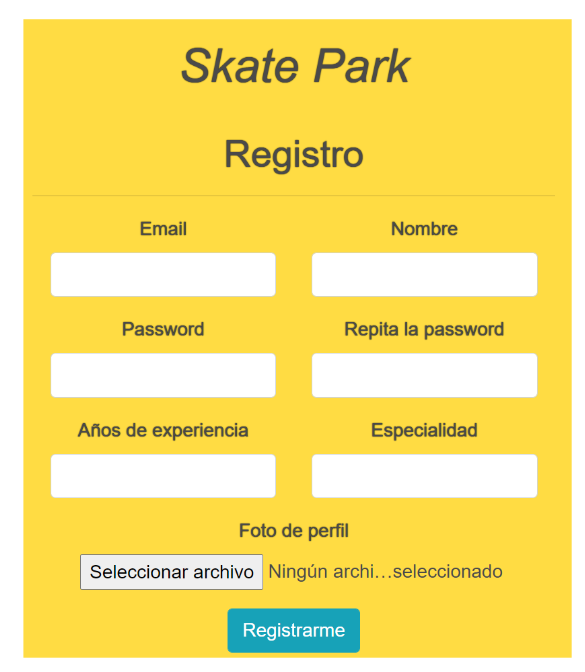 Skate Park
Registro
Email Nombre
Password Repita la password
Años de experiencia Especialidad
Foto de perfil
Seleccionar archivo Ningún archi…seleccionado
Registrarme